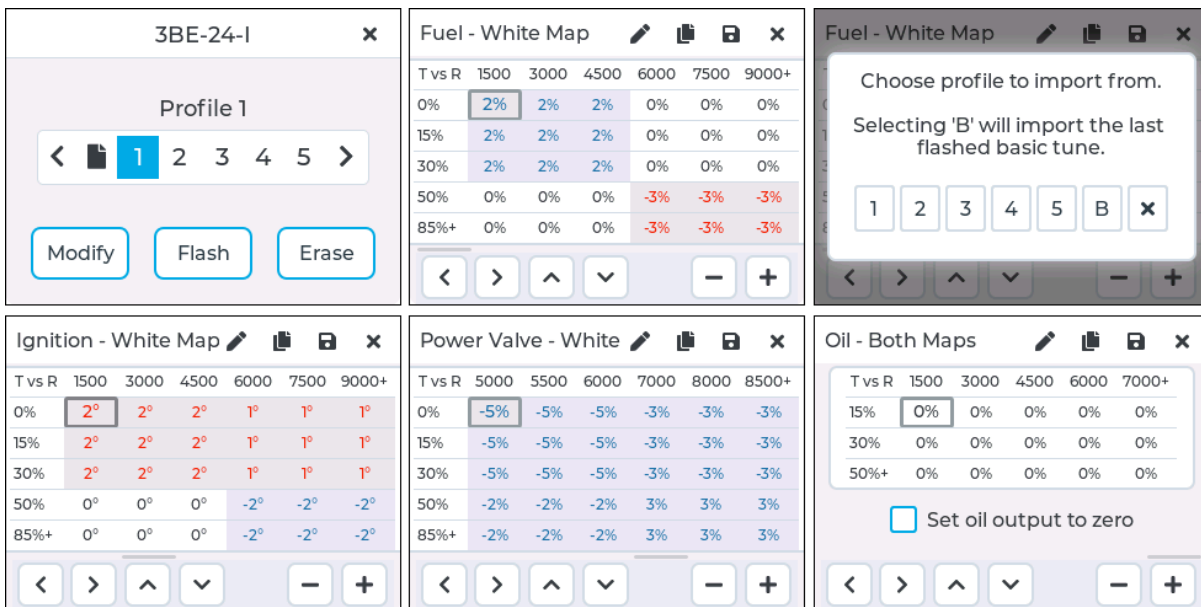 3BE-24-I
Profile 1
1 2 3 4 5
Modify Flash Erase
Fuel - White Map
T vs R 1500 3000 4500 6000 7500 9000+
0% 2% 2% 2% 0% 0% 0%
15% 2% 2% 2% 0% 0% 0%
30% 2% 2% 2% 0% 0% 0%
50% 0% 0% 0% -3% -3% -3%
85%+ 0% 0% 0% -3% -3% -3%
Fuel - White Map
Choose profile to import from.
Selecting 'B' will import the last
flashed basic tune.
1 2 3 4 5 B
Ignition - White Map
T vs R 1500 3000 4500 6000 7500 9000+
0% 2° 2° 2° 1° 1° 1°
15% 2° 2° 2° 1° 1° 1°
30% 2° 2° 2° 1° 1° 1°
50% 0° 0° 0° -2° -2° -2°
85%+ 0° 0° 0° -2° -2° -2°
Power Valve - White
T vs R 5000 5500 6000 7000 8000 8500+
0% -5% -5% -5% -3% -3% -3%
15% -5% -5% -5% -3% -3% -3%
30% -5% -5% -5% -3% -3% -3%
50% -2% -2% -2% 3% 3% 3%
85%+ -2% -2% -2% 3% 3% 3%
Oil - Both Maps
T vs R 1500 3000 4500 6000 7000+
15% 0% 0% 0% 0% 0%
30% 0% 0% 0% 0% 0%
50%+ 0% 0% 0% 0% 0%
Set oil output to zero